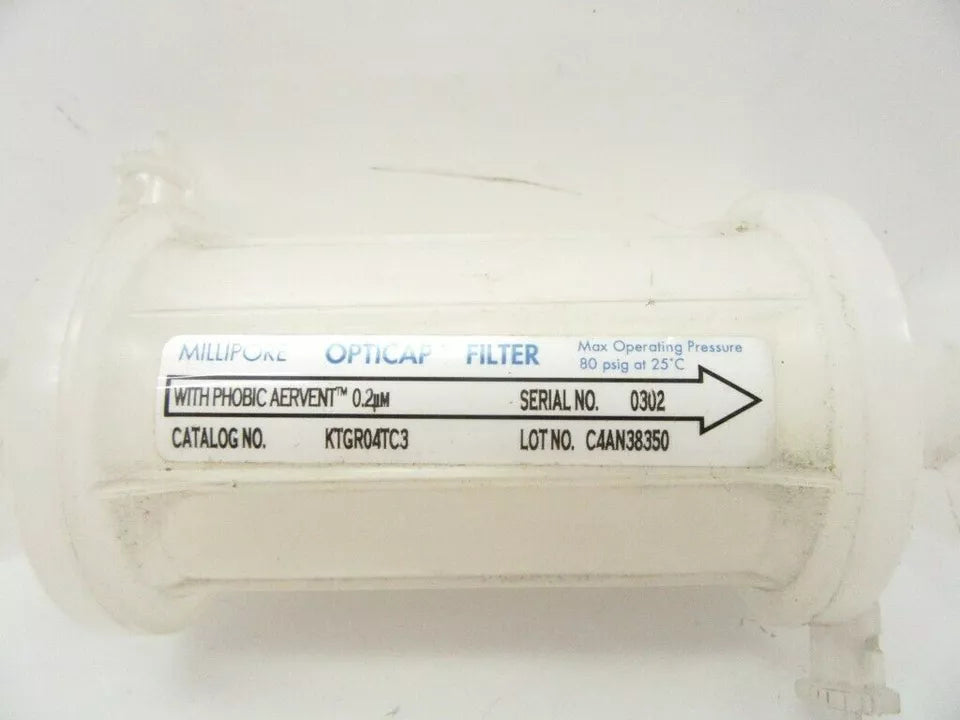 MILLIPORE OPTICAP FILTER
Max Operating Pressure
80 psig at 25°C
WITH PHOBIC AERVENT™ 0.2µM SERIAL NO. 0302
CATALOG NO. KTGR04TC3 LOT NO. C4AN38350